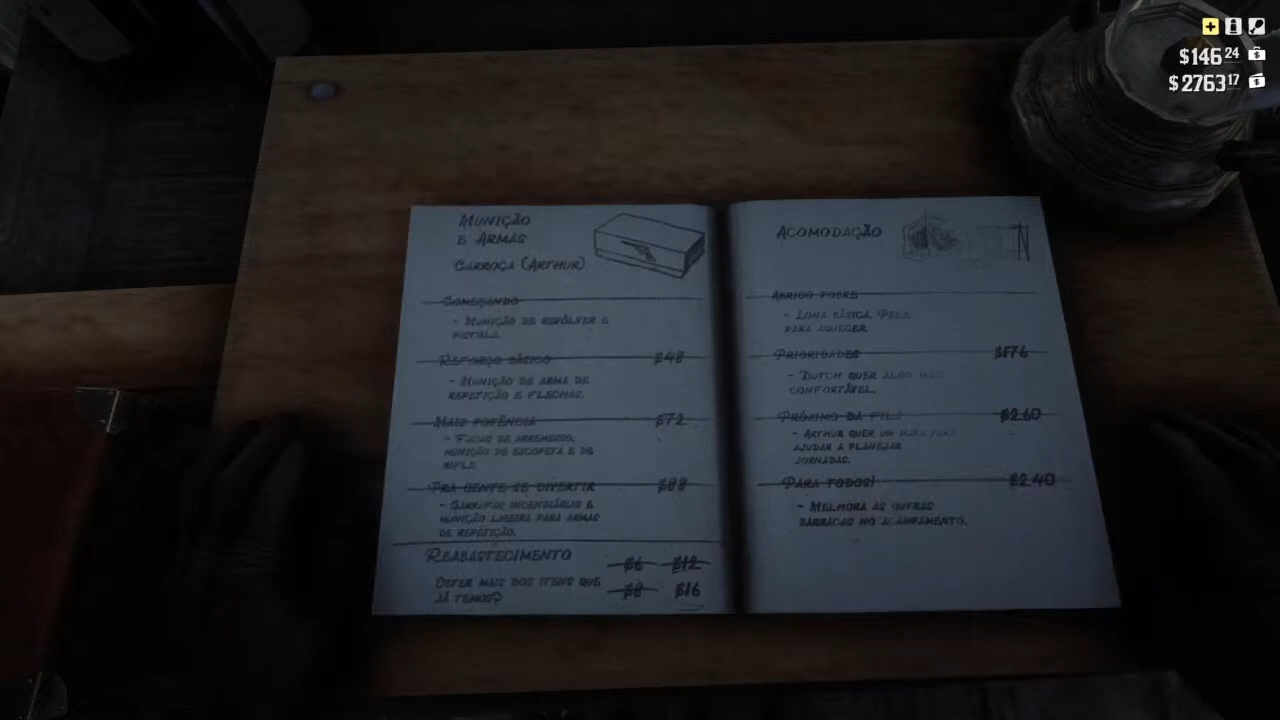 $146 24
$2763 17
MUNIÇÃO
E ARMAS
CARROÇA (ARTHUR)
COMEÇANDO
- MUNIÇÃO DE REVÓLVER E
PISTOLA.
REFORÇO BÁSICO $48
- MUNIÇÃO DE ARMA DE
REPETIÇÃO E FLECHAS.
MAIS POTÊNCIA $72
- FACAS DE ARREMESSO,
MUNIÇÃO DE ESCOPETA E DE
RIFLE.
PRA GENTE SE DIVERTIR $88
- GARRAFAS INCENDIÁRIAS E
MUNIÇÃO LIGEIRA PARA ARMAS
DE REPETIÇÃO.
REABASTECIMENTO $6 $12
OBTER MAIS DOS ITENS QUE
JÁ TEMOS? $8 $16
ACOMODAÇÃO
ABRIGO POBRE
- LONA BÁSICA, PELE
PARA AQUECER.
PRIORIDADES $176
- DUTCH QUER ALGO MAIS
CONFORTÁVEL.
PRÓXIMO DA FILA $260
- ARTHUR QUER UM MAPA PARA
AJUDAR A PLANEJAR
JORNADAS.
PARA TODOS! $240
- MELHORA AS OUTRAS
BARRACAS NO ACAMPAMENTO.